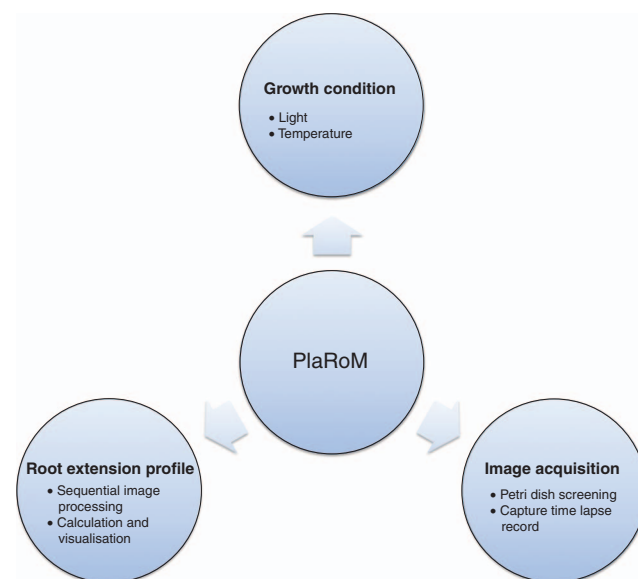 Growth condition
• Light
• Temperature
PlaRoM
Root extension profile
• Sequential image
processing
• Calculation and
visualisation
Image acquisition
• Petri dish screening
• Capture time lapse
record